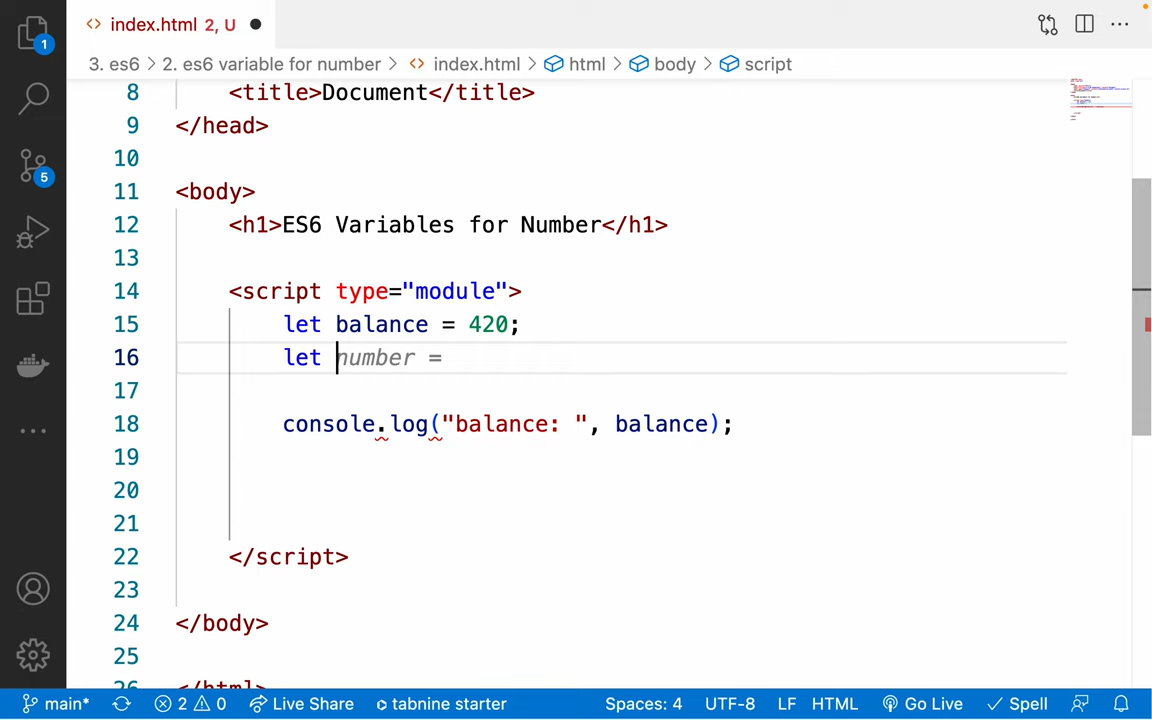 index.html 2, U
3. es6 > 2. es6 variable for number > index.html > html > body > script
1
5
8 <title>Document</title>
9 </head>
10
11 <body>
12 <h1>ES6 Variables for Number</h1>
13
14 <script type="module">
15 let balance = 420;
16 let number =
17
18 console.log("balance: ", balance);
19
20
21
22 </script>
23
24 </body>
25
26 </html>
main* 2 0 Live Share tabnine starter Spaces: 4 UTF-8 LF HTML Go Live Spell